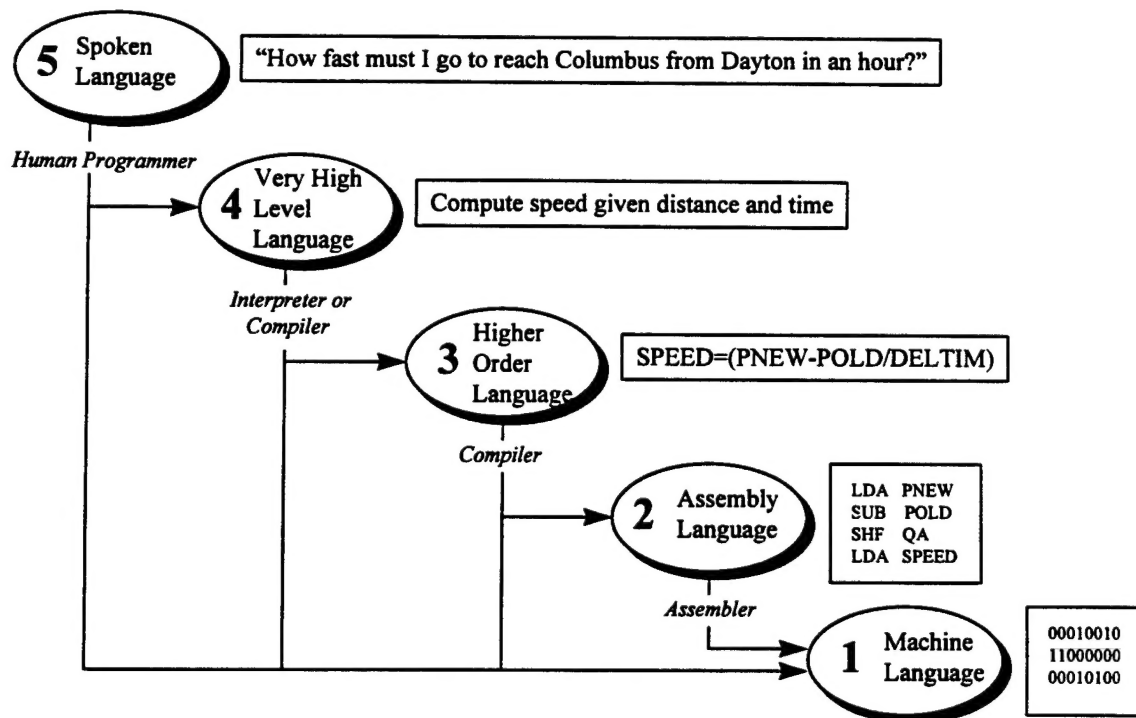 5 Spoken
Language
“How fast must I go to reach Columbus from Dayton in an hour?”
Human Programmer
4 Very High
Level
Language
Compute speed given distance and time
Interpreter or
Compiler
3 Higher
Order
Language
SPEED=(PNEW-POLD/DELTIM)
Compiler
2 Assembly
Language
LDA PNEW
SUB POLD
SHF QA
LDA SPEED
Assembler
1 Machine
Language
00010010
11000000
00010100